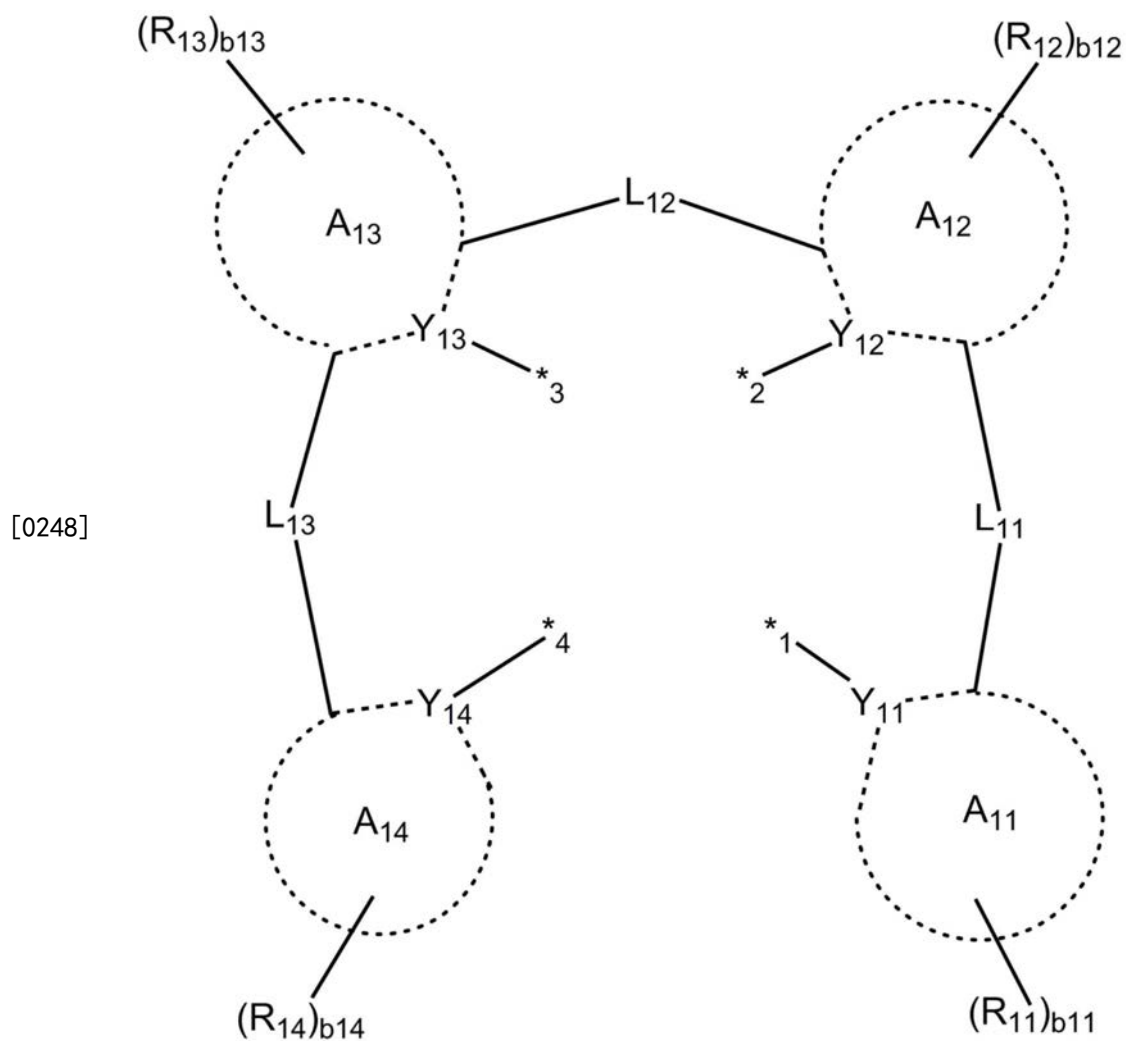 (R₁₃)b13 (R₁₂)b12
L₁₂
A₁₃ A₁₂
Y₁₃ Y₁₂
*₃ *₂
[0248] L₁₃ L₁₁
*₄ *₁
Y₁₄ Y₁₁
A₁₄ A₁₁
(R₁₄)b14 (R₁₁)b11